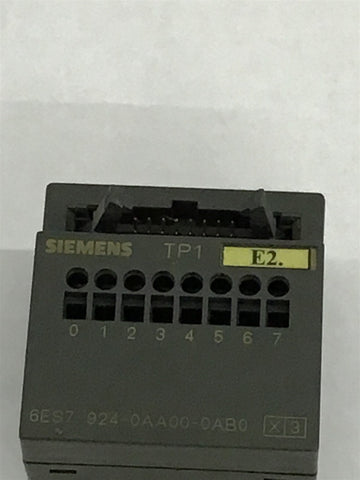 SIEMENS TP1 E2.
0 1 2 3 4 5 6 7
6ES7 924-0AA00-0AB0 X 3